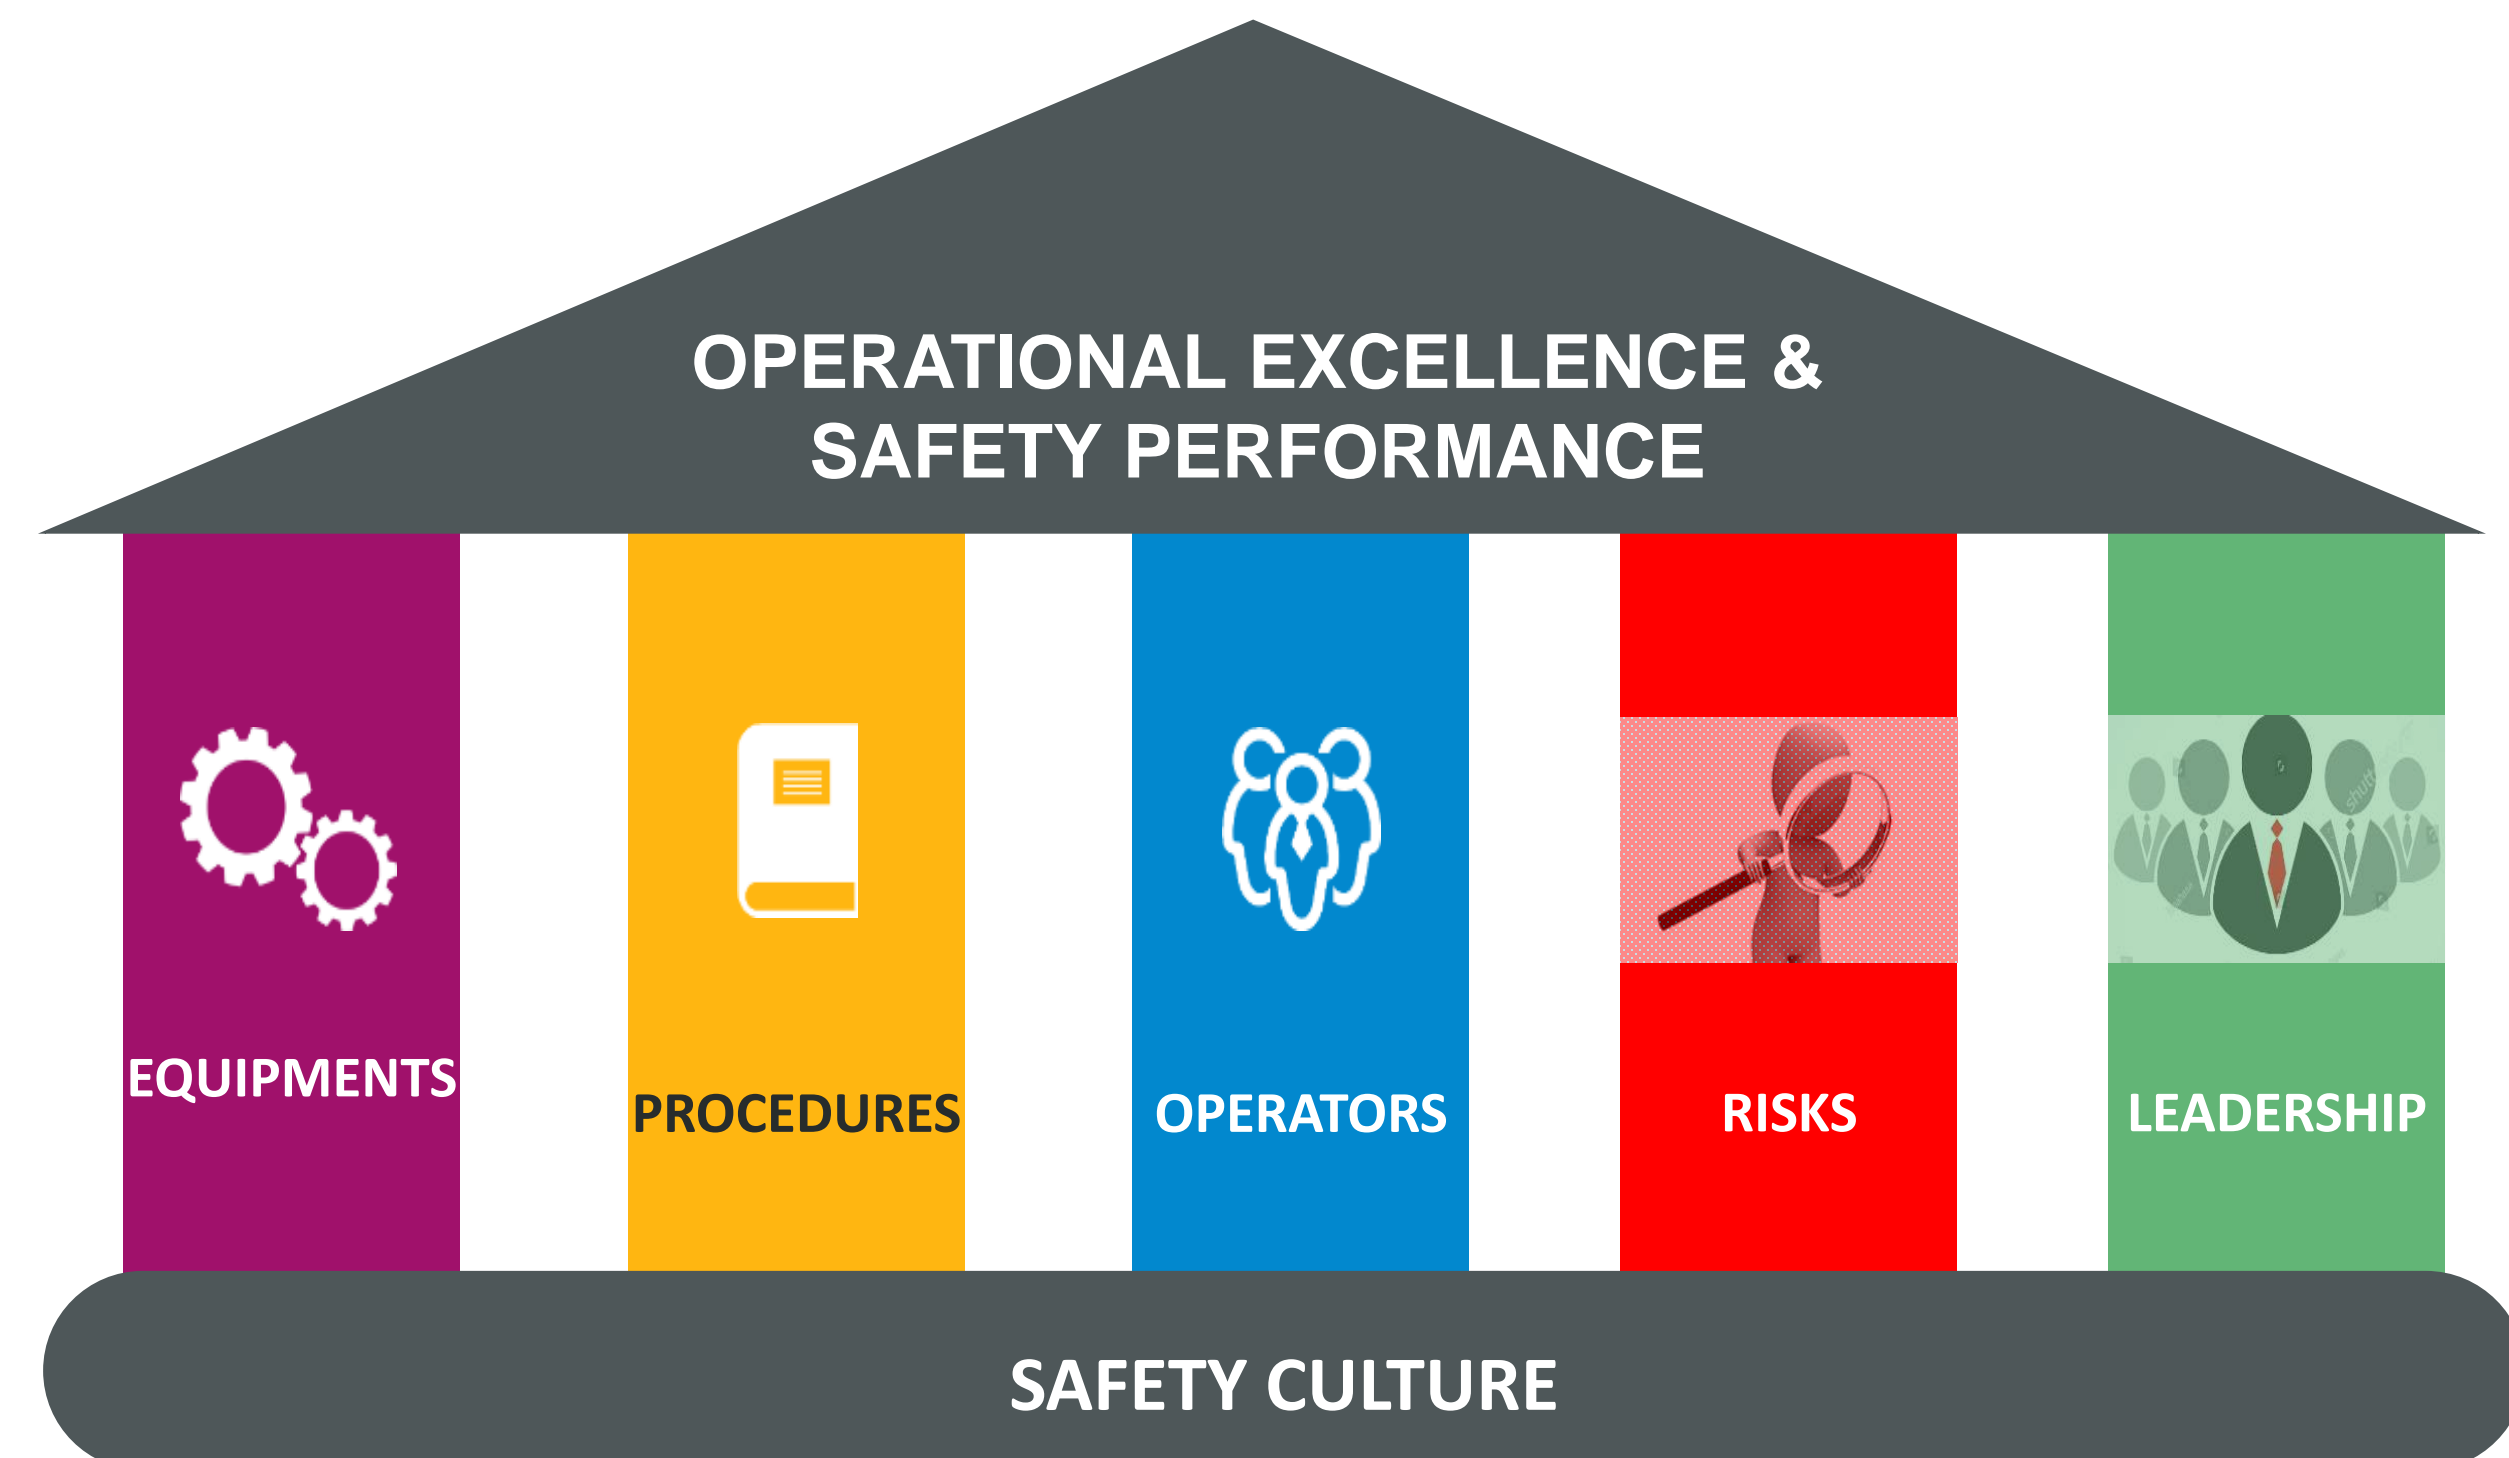 OPERATIONAL EXCELLENCE &
SAFETY PERFORMANCE
EQUIPMENTS
PROCEDURES
OPERATORS
RISKS
LEADERSHIP
SAFETY CULTURE